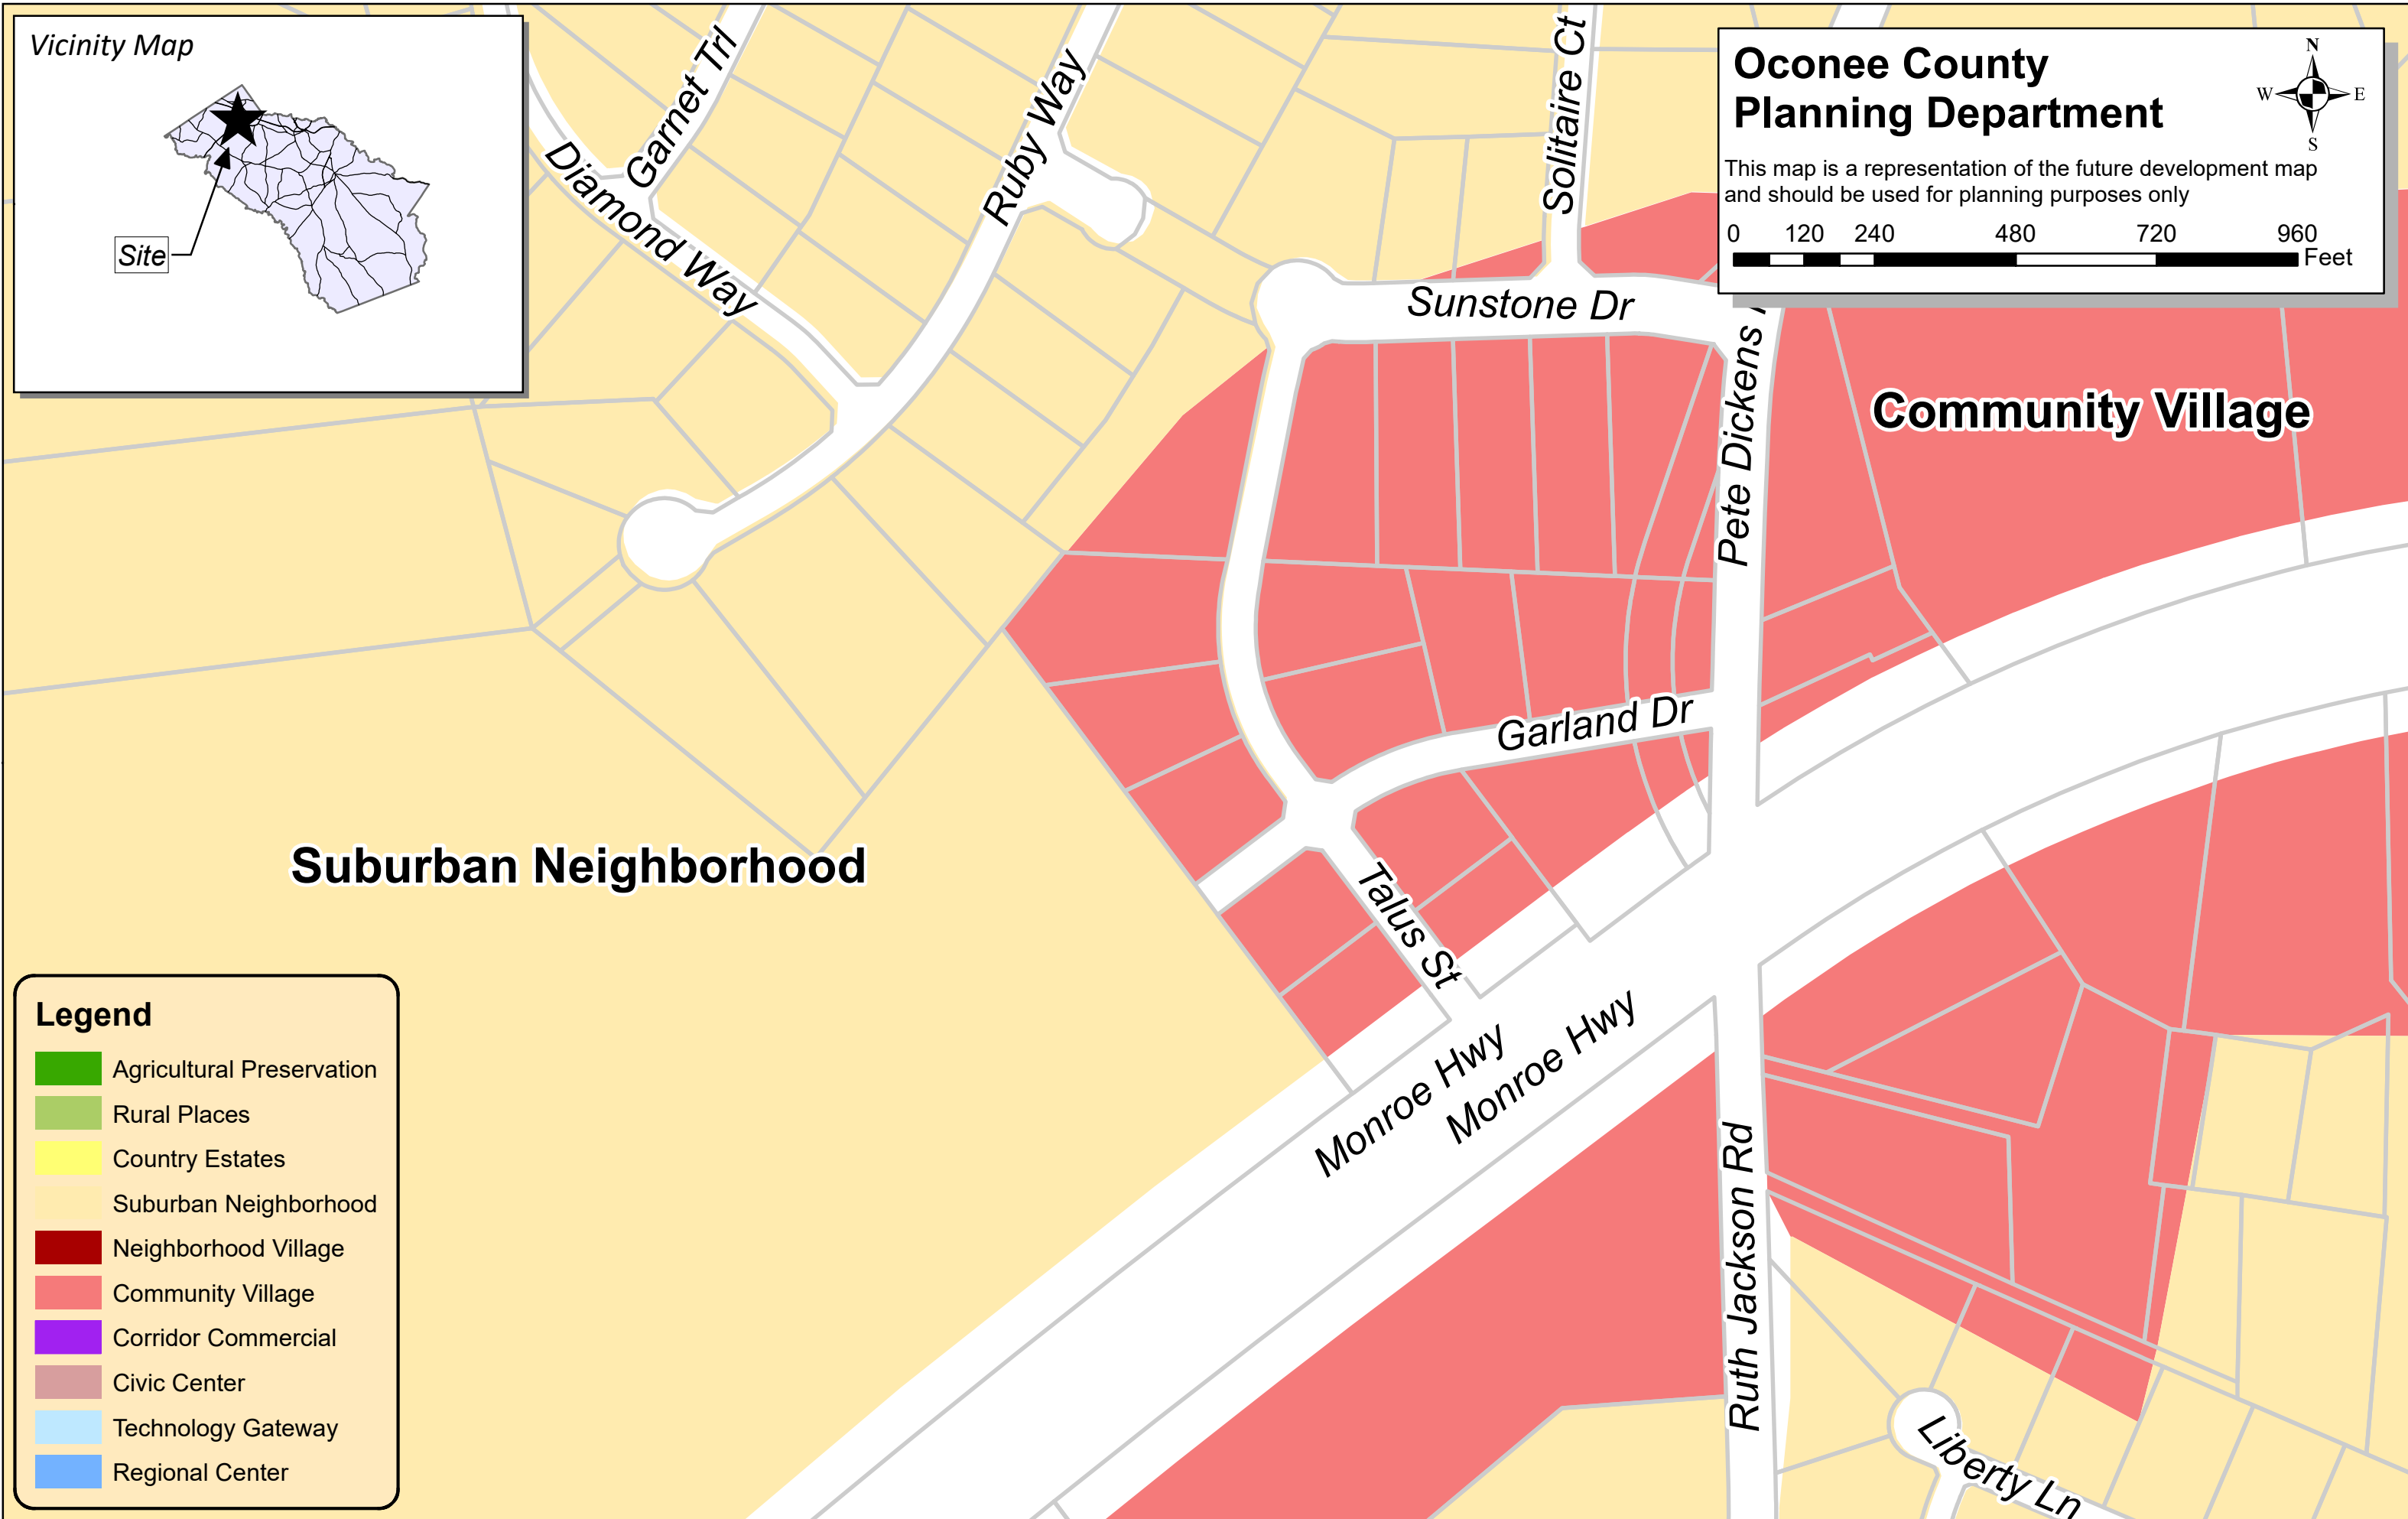 Vicinity Map
Site
Oconee County
Planning Department
N
W
E
S
This map is a representation of the future development map
and should be used for planning purposes only
0 120 240 480 720 960
Feet
Garnet Trl
Diamond Way
Ruby Way
Solitaire Ct
Sunstone Dr
Pete Dickens
Community Village
Garland Dr
Talus St
Suburban Neighborhood
Monroe Hwy
Monroe Hwy
Ruth Jackson Rd
Liberty Ln
Legend
Agricultural Preservation
Rural Places
Country Estates
Suburban Neighborhood
Neighborhood Village
Community Village
Corridor Commercial
Civic Center
Technology Gateway
Regional Center